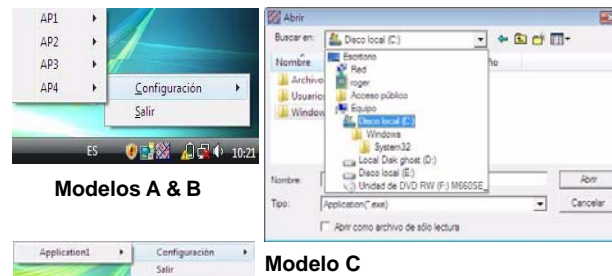 AP1
AP2
AP3
AP4
Configuración
Salir
ES 10:21
Modelos A & B
Application1 Configuración
Salir
Abrir
Buscar en: Disco local (C:)
Nombre
Escritorio
Red
roger
Acceso público
Equipo
Disco local (C:)
Windows
System32
Local Disk ghost (D:)
Disco local (E:)
Unidad de DVD RW (F:) M660SE_
Archivo
Usuarios
Window
Nombre: Abrir
Tipo: Application(*.exe) Cancelar
Abrir como archivo de sólo lectura
Modelo C